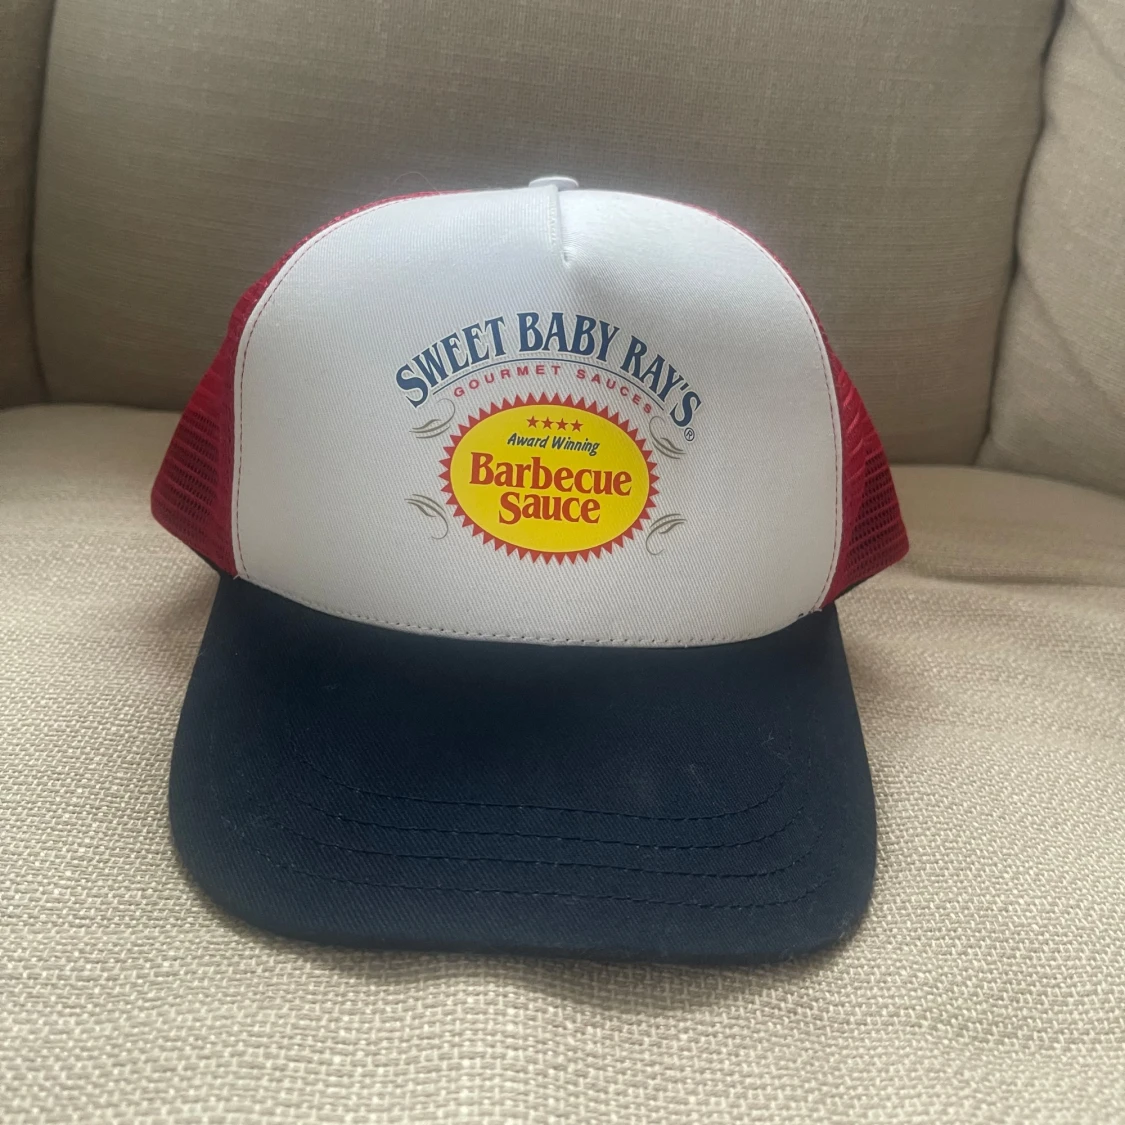 SWEET BABY RAY'S®
GOURMET SAUCES
Award Winning
Barbecue
Sauce